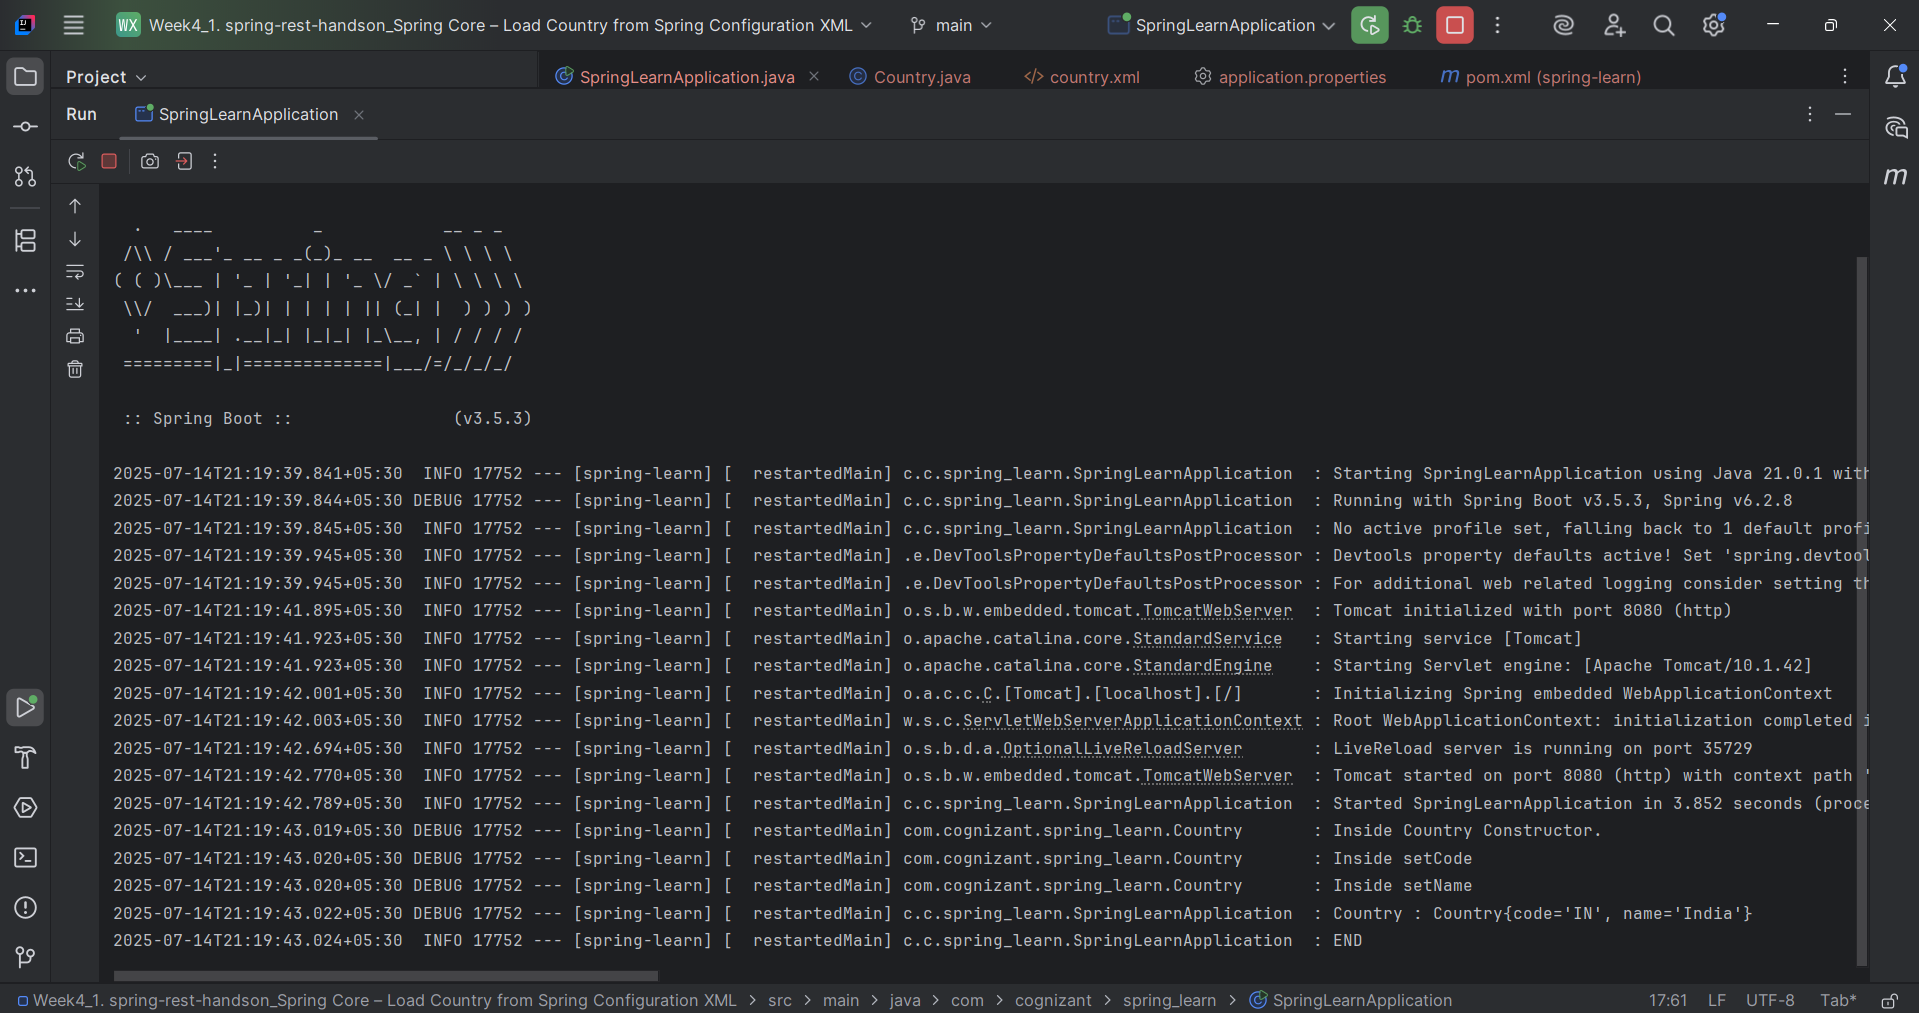 WX Week4_1. spring-rest-handson_Spring Core – Load Country from Spring Configuration XML main SpringLearnApplication
Project SpringLearnApplication.java Country.java </> country.xml application.properties m pom.xml (spring-learn)
Run SpringLearnApplication
  .   ____          _            __ _ _
 /\\ / ___'_ __ _ _(_)_ __  __ _ \ \ \ \
( ( )\___ | '_ | '_| | '_ \/ _` | \ \ \ \
 \\/  ___)| |_)| | | | | || (_| |  ) ) ) )
  '  |____| .__|_| |_|_| |_\__, | / / / /
 =========|_|==============|___/=/_/_/_/
 :: Spring Boot ::                (v3.5.3)
2025-07-14T21:19:39.841+05:30  INFO 17752 --- [spring-learn] [  restartedMain] c.c.spring_learn.SpringLearnApplication  : Starting SpringLearnApplication using Java 21.0.1 with
2025-07-14T21:19:39.844+05:30 DEBUG 17752 --- [spring-learn] [  restartedMain] c.c.spring_learn.SpringLearnApplication  : Running with Spring Boot v3.5.3, Spring v6.2.8
2025-07-14T21:19:39.845+05:30  INFO 17752 --- [spring-learn] [  restartedMain] c.c.spring_learn.SpringLearnApplication  : No active profile set, falling back to 1 default profi
2025-07-14T21:19:39.945+05:30  INFO 17752 --- [spring-learn] [  restartedMain] .e.DevToolsPropertyDefaultsPostProcessor : Devtools property defaults active! Set 'spring.devtool
2025-07-14T21:19:39.945+05:30  INFO 17752 --- [spring-learn] [  restartedMain] .e.DevToolsPropertyDefaultsPostProcessor : For additional web related logging consider setting th
2025-07-14T21:19:41.895+05:30  INFO 17752 --- [spring-learn] [  restartedMain] o.s.b.w.embedded.tomcat.TomcatWebServer  : Tomcat initialized with port 8080 (http)
2025-07-14T21:19:41.923+05:30  INFO 17752 --- [spring-learn] [  restartedMain] o.apache.catalina.core.StandardService   : Starting service [Tomcat]
2025-07-14T21:19:41.923+05:30  INFO 17752 --- [spring-learn] [  restartedMain] o.apache.catalina.core.StandardEngine    : Starting Servlet engine: [Apache Tomcat/10.1.42]
2025-07-14T21:19:42.001+05:30  INFO 17752 --- [spring-learn] [  restartedMain] o.a.c.c.C.[Tomcat].[localhost].[/]       : Initializing Spring embedded WebApplicationContext
2025-07-14T21:19:42.003+05:30  INFO 17752 --- [spring-learn] [  restartedMain] w.s.c.ServletWebServerApplicationContext : Root WebApplicationContext: initialization completed i
2025-07-14T21:19:42.694+05:30  INFO 17752 --- [spring-learn] [  restartedMain] o.s.b.d.a.OptionalLiveReloadServer       : LiveReload server is running on port 35729
2025-07-14T21:19:42.770+05:30  INFO 17752 --- [spring-learn] [  restartedMain] o.s.b.w.embedded.tomcat.TomcatWebServer  : Tomcat started on port 8080 (http) with context path '
2025-07-14T21:19:42.789+05:30  INFO 17752 --- [spring-learn] [  restartedMain] c.c.spring_learn.SpringLearnApplication  : Started SpringLearnApplication in 3.852 seconds (proce
2025-07-14T21:19:43.019+05:30 DEBUG 17752 --- [spring-learn] [  restartedMain] com.cognizant.spring_learn.Country       : Inside Country Constructor.
2025-07-14T21:19:43.020+05:30 DEBUG 17752 --- [spring-learn] [  restartedMain] com.cognizant.spring_learn.Country       : Inside setCode
2025-07-14T21:19:43.020+05:30 DEBUG 17752 --- [spring-learn] [  restartedMain] com.cognizant.spring_learn.Country       : Inside setName
2025-07-14T21:19:43.022+05:30 DEBUG 17752 --- [spring-learn] [  restartedMain] c.c.spring_learn.SpringLearnApplication  : Country : Country{code='IN', name='India'}
2025-07-14T21:19:43.024+05:30  INFO 17752 --- [spring-learn] [  restartedMain] c.c.spring_learn.SpringLearnApplication  : END
Week4_1. spring-rest-handson_Spring Core – Load Country from Spring Configuration XML > src > main > java > com > cognizant > spring_learn > SpringLearnApplication 17:61 LF UTF-8 Tab*